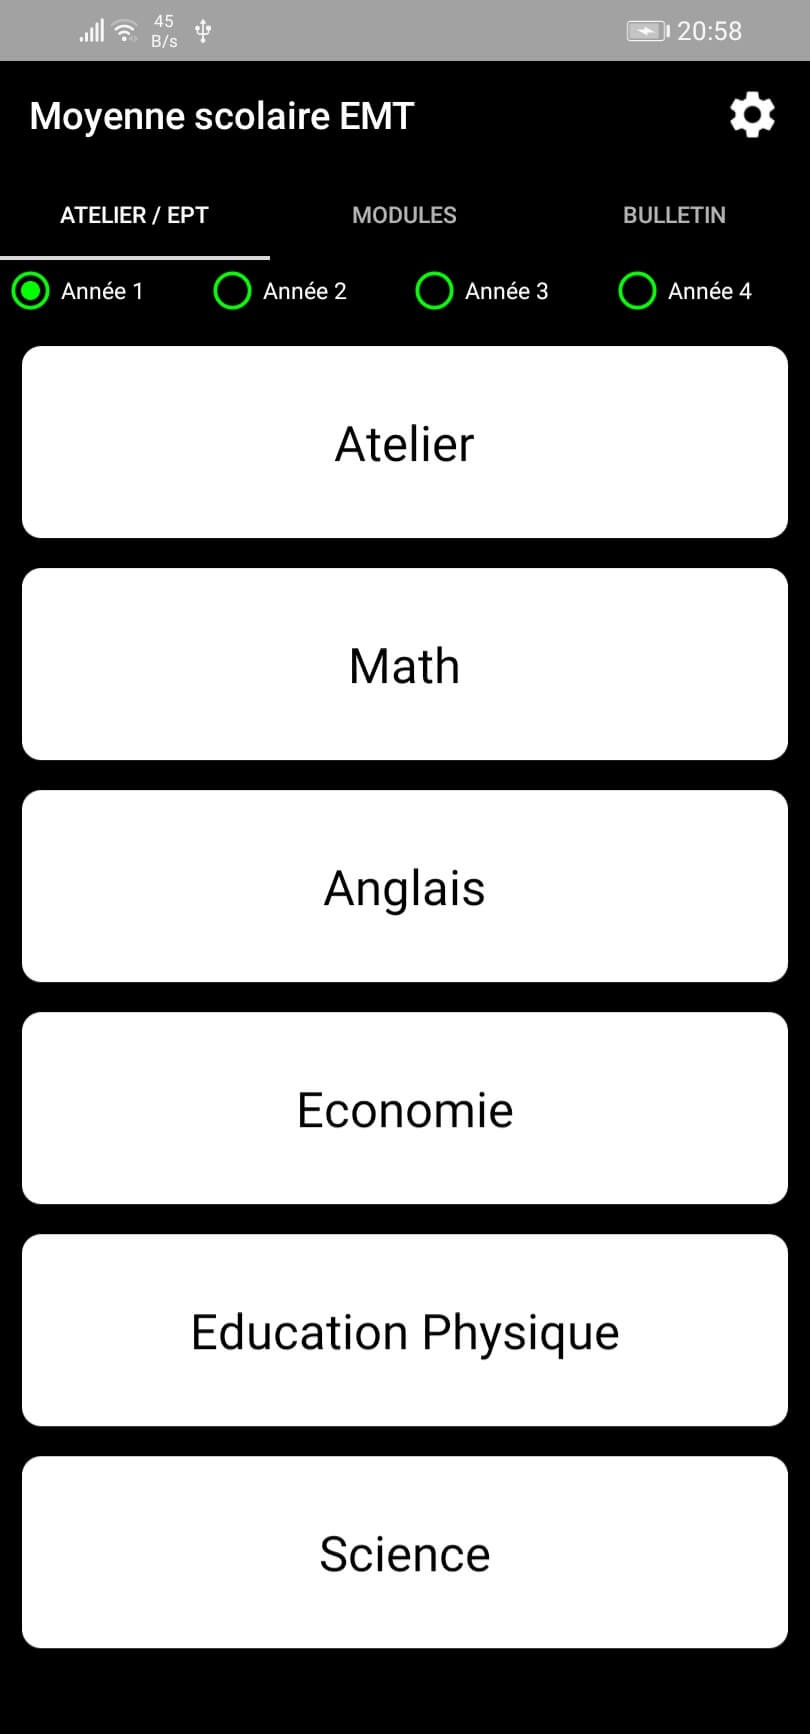 45
B/s
20:58
Moyenne scolaire EMT
ATELIER / EPT MODULES BULLETIN
Année 1 Année 2 Année 3 Année 4
Atelier
Math
Anglais
Economie
Education Physique
Science